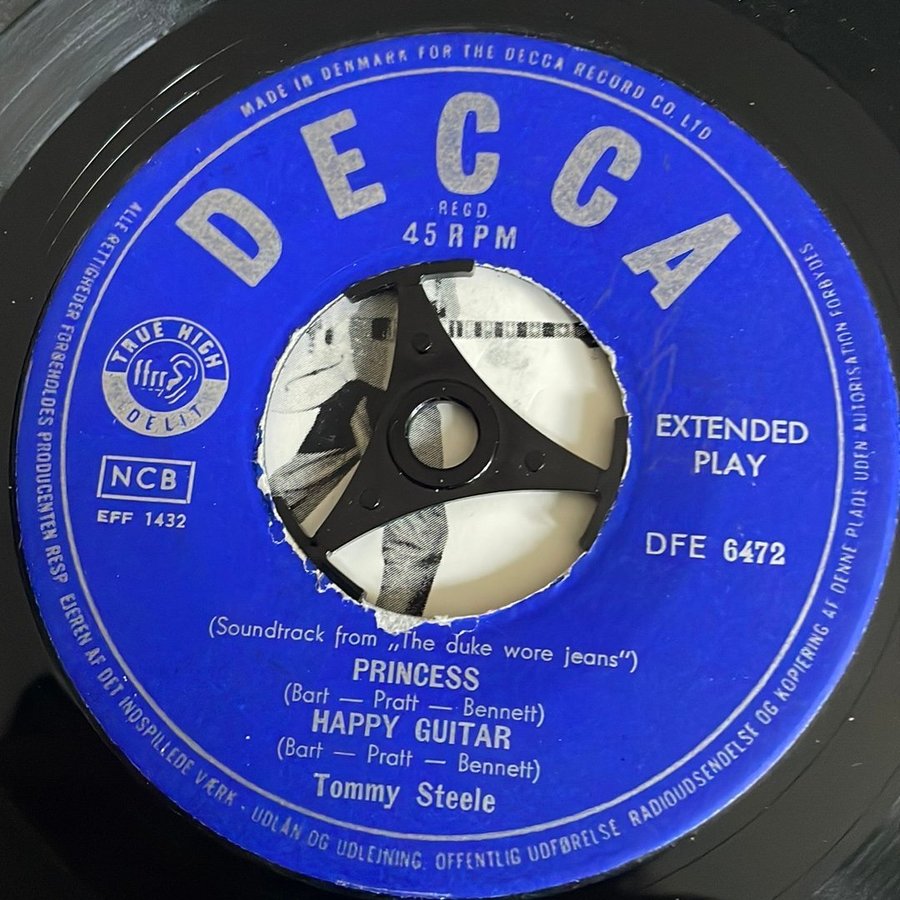 MADE IN DENMARK FOR THE DECCA RECORD CO. LTD
DECCA
REGD.
45 RPM
TRUE HIGH
ffrr
DELIT
NCB
EFF 1432
EXTENDED
PLAY
DFE 6472
(Soundtrack from „The duke wore jeans")
PRINCESS
(Bart — Pratt — Bennett)
HAPPY GUITAR
(Bart — Pratt — Bennett)
Tommy Steele
ALLE RETTIGHEDER FORBEHOLDES PRODUCENTEN RESP EJEREN AF DET INDSPILLEDE VÆRK - UDLÅN OG UDLEJNING. OFFENTLIG UDFØRELSE RADIOUDSENDELSE OG KOPIERING AF DENNE PLADE UDEN AUTORISATION FORBYDES